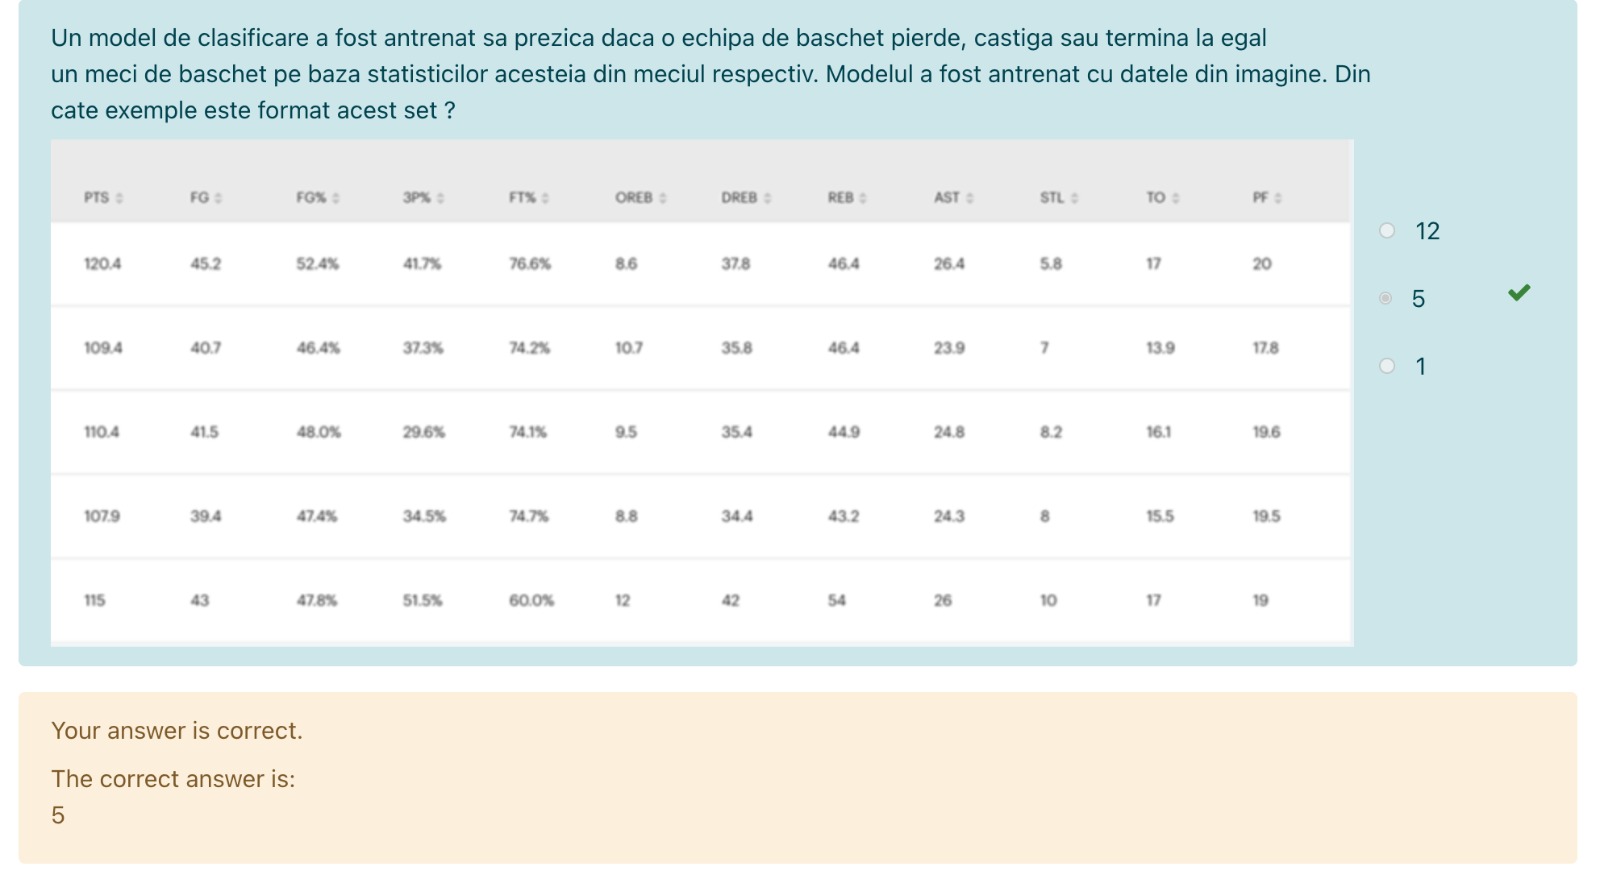 Un model de clasificare a fost antrenat sa prezica daca o echipa de baschet pierde, castiga sau termina la egal
un meci de baschet pe baza statisticilor acesteia din meciul respectiv. Modelul a fost antrenat cu datele din imagine. Din
cate exemple este format acest set ?
PTS FG FG% 3P% FT% OREB DREB REB AST STL TO PF
120.4 45.2 52.4% 41.7% 76.6% 8.6 37.8 46.4 26.4 5.8 17 20
109.4 40.7 46.4% 37.3% 74.2% 10.7 35.8 46.4 23.9 7 13.9 17.8
110.4 41.5 48.0% 29.6% 74.1% 9.5 35.4 44.9 24.8 8.2 16.1 19.6
107.9 39.4 47.4% 34.5% 74.7% 8.8 34.4 43.2 24.3 8 15.5 19.5
115 43 47.8% 51.5% 60.0% 12 42 54 26 10 17 19
12
5
1
Your answer is correct.
The correct answer is:
5